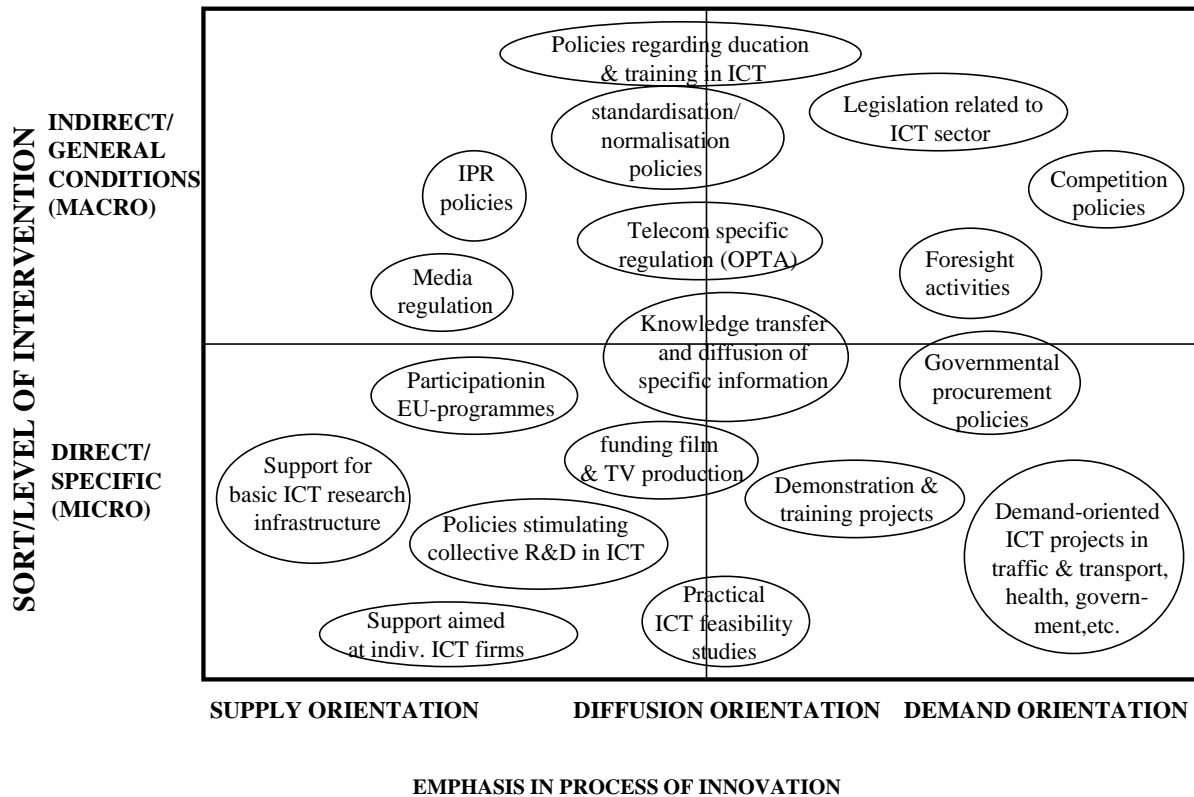 SORT/LEVEL OF INTERVENTION
INDIRECT/
GENERAL
CONDITIONS
(MACRO)
DIRECT/
SPECIFIC
(MICRO)
Policies regarding ducation
& training in ICT
standardisation/
normalisation
policies
Legislation related to
ICT sector
IPR
policies
Competition
policies
Telecom specific
regulation (OPTA)
Foresight
activities
Media
regulation
Knowledge transfer
and diffusion of
specific information
Governmental
procurement
policies
Participationin
EU-programmes
funding film
& TV production
Support for
basic ICT research
infrastructure
Demonstration &
training projects
Policies stimulating
collective R&D in ICT
Demand-oriented
ICT projects in
traffic & transport,
health, govern-
ment,etc.
Support aimed
at indiv. ICT firms
Practical
ICT feasibility
studies
SUPPLY ORIENTATION
DIFFUSION ORIENTATION
DEMAND ORIENTATION
EMPHASIS IN PROCESS OF INNOVATION